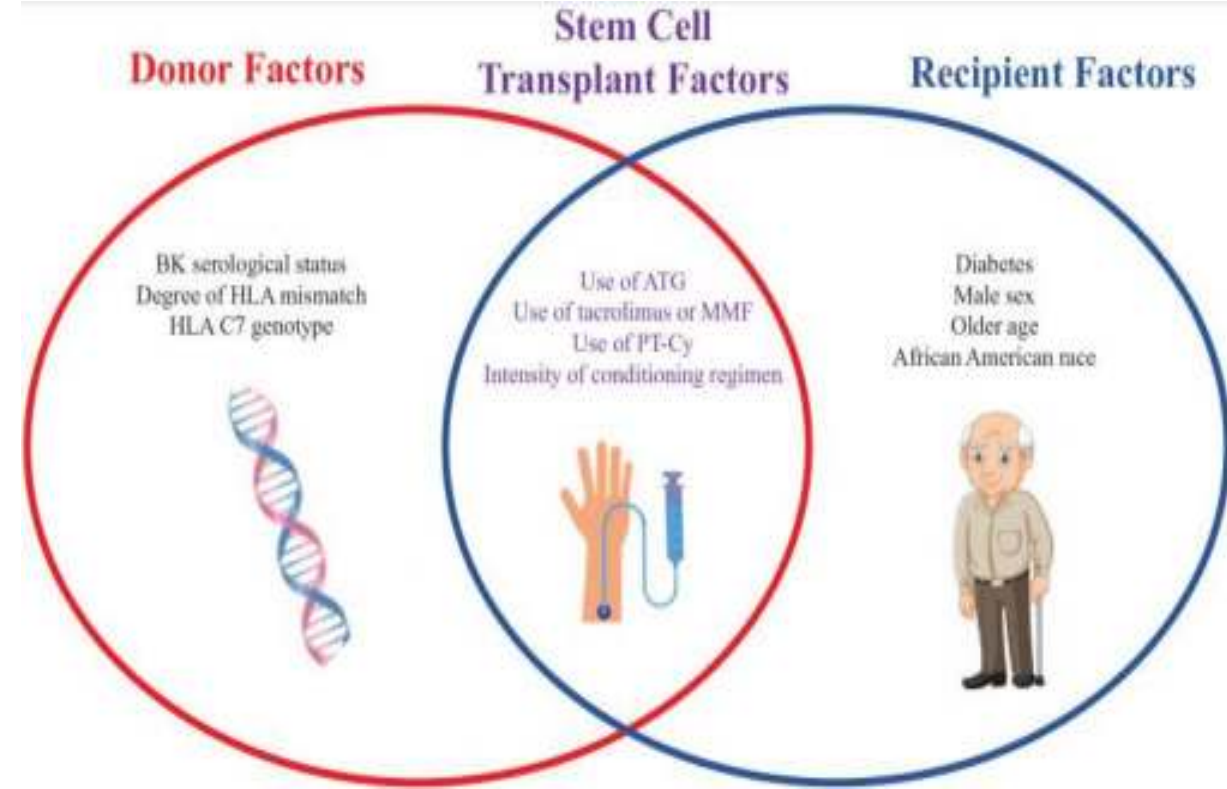 Stem Cell
Transplant Factors
Donor Factors
Recipient Factors
BK serological status
Degree of HLA mismatch
HLA C7 genotype
Use of ATG
Use of tacrolimus or MMF
Use of PT-Cy
Intensity of conditioning regimen
Diabetes
Male sex
Older age
African American race